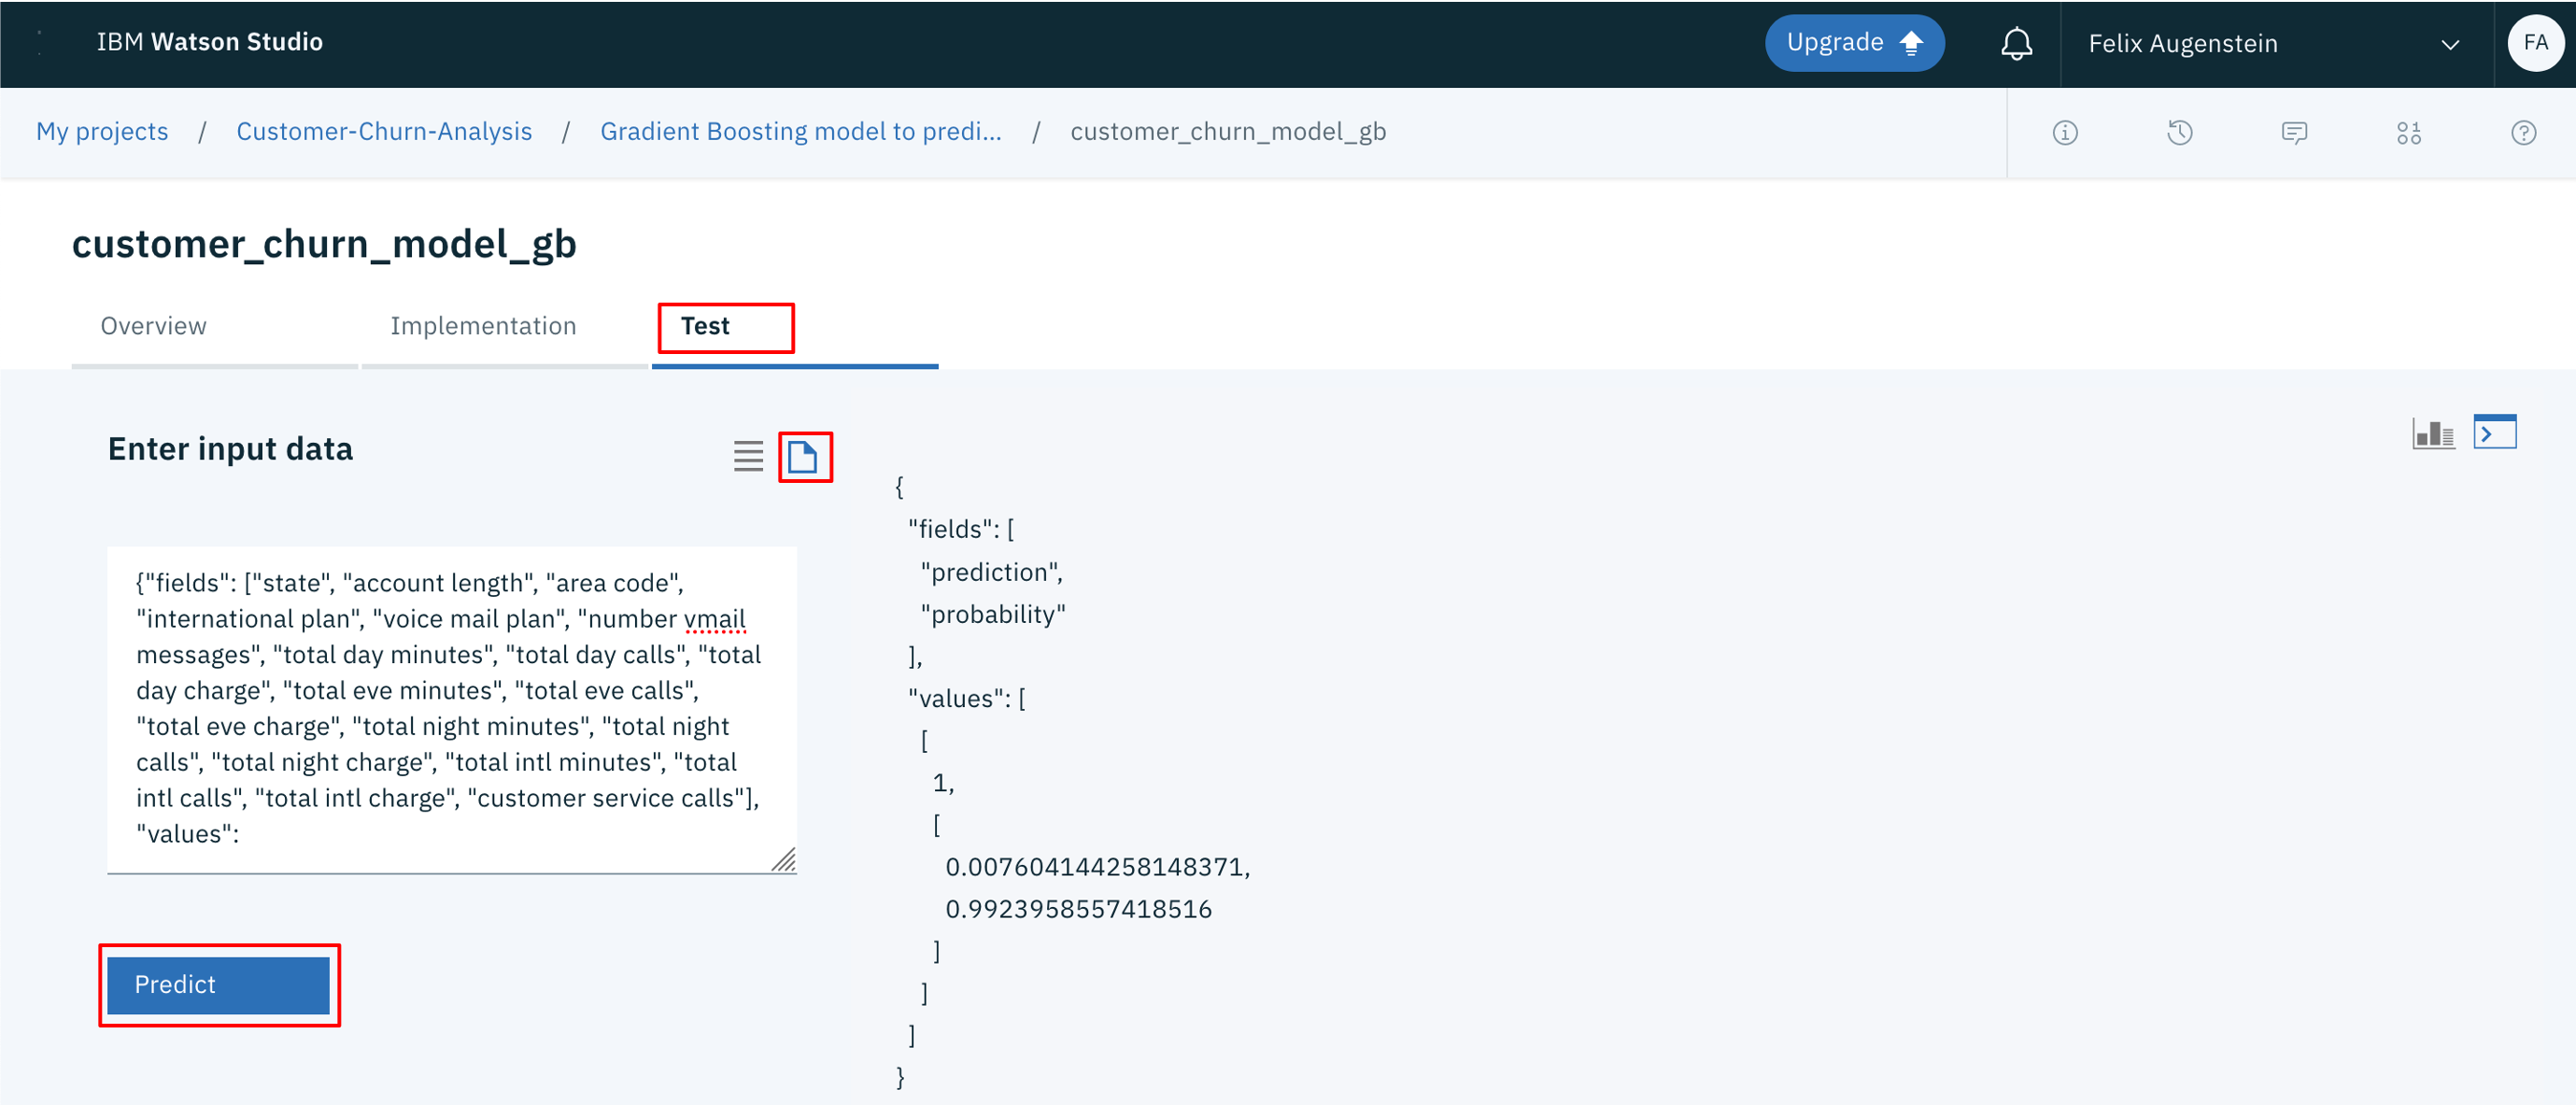 IBM Watson Studio
Upgrade
Felix Augenstein
FA
My projects / Customer-Churn-Analysis / Gradient Boosting model to predi... / customer_churn_model_gb
customer_churn_model_gb
Overview
Implementation
Test
Enter input data
{"fields": ["state", "account length", "area code",
"international plan", "voice mail plan", "number vmail
messages", "total day minutes", "total day calls", "total
day charge", "total eve minutes", "total eve calls",
"total eve charge", "total night minutes", "total night
calls", "total night charge", "total intl minutes", "total
intl calls", "total intl charge", "customer service calls"],
"values":
Predict
{
"fields": [
"prediction",
"probability"
],
"values": [
[
1,
[
0.007604144258148371,
0.9923958557418516
]
]
]
}